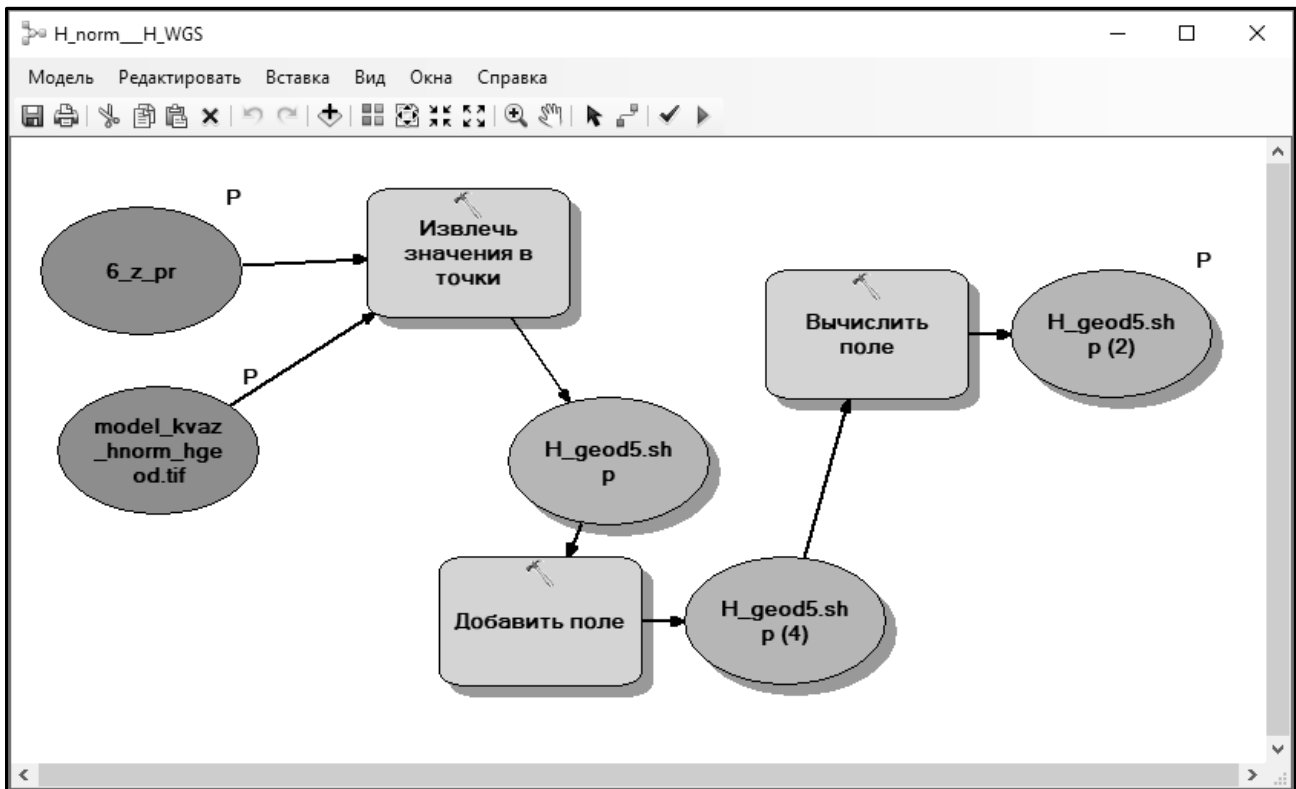 H_norm___H_WGS
Модель Редактировать Вставка Вид Окна Справка
P
6_z_pr
Извлечь
значения в
точки
P
model_kvaz
_hnorm_hge
od.tif
H_geod5.sh
p
Добавить поле
H_geod5.sh
p (4)
Вычислить
поле
P
H_geod5.sh
p (2)